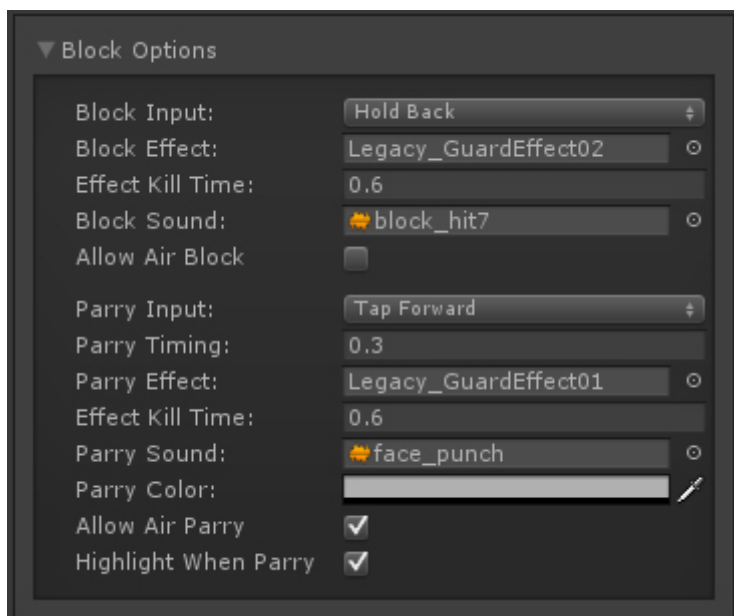 Block Options
Block Input: Hold Back
Block Effect: Legacy_GuardEffect02
Effect Kill Time: 0.6
Block Sound: block_hit7
Allow Air Block
Parry Input: Tap Forward
Parry Timing: 0.3
Parry Effect: Legacy_GuardEffect01
Effect Kill Time: 0.6
Parry Sound: face_punch
Parry Color:
Allow Air Parry
Highlight When Parry